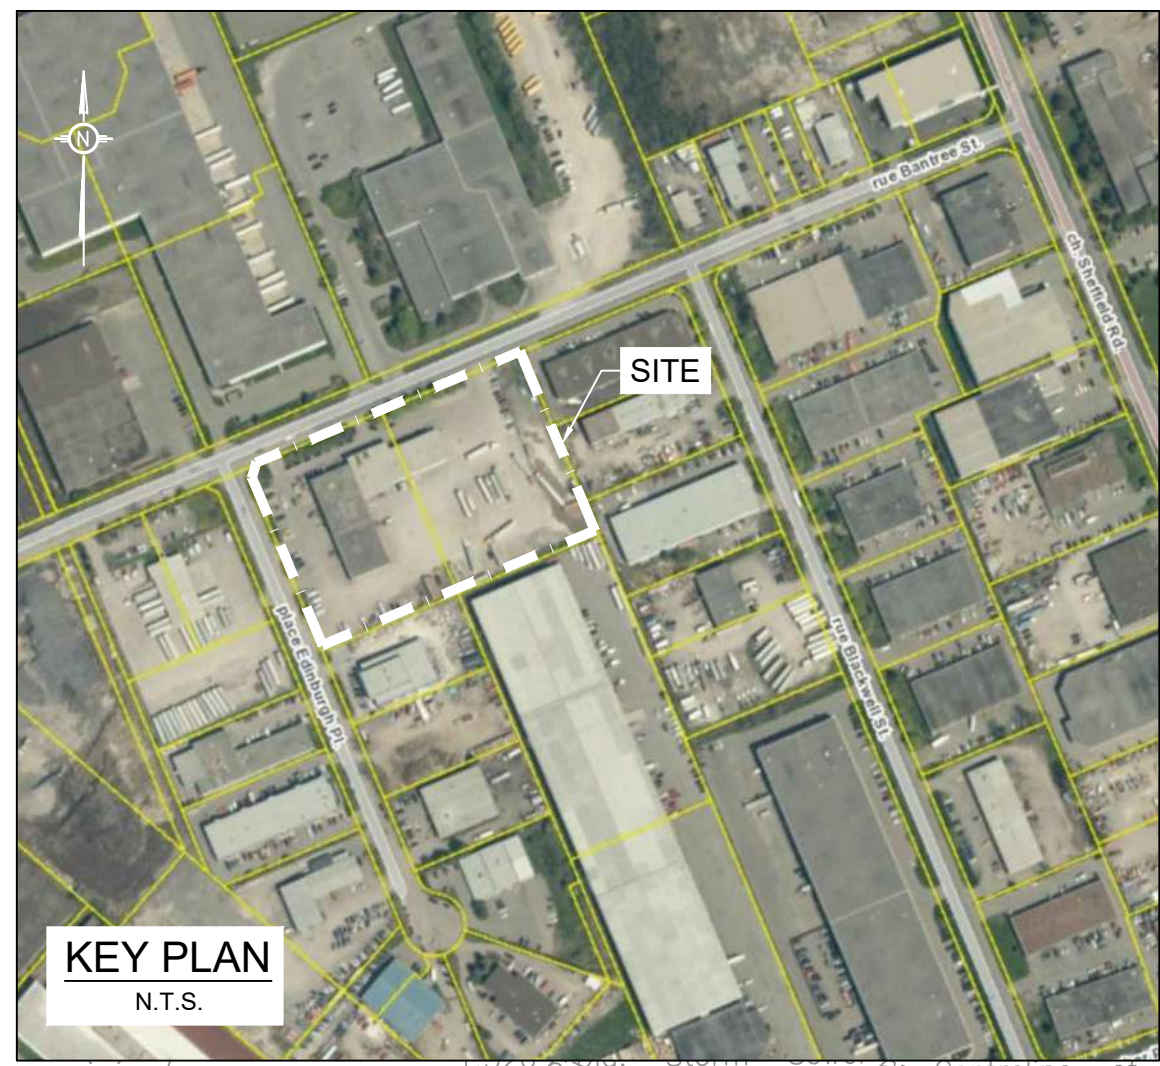 N
rue Bantree St.
ch. Sheffield Rd.
SITE
place Edinburgh Pl.
rue Blackwell St.
KEY PLAN
N.T.S.